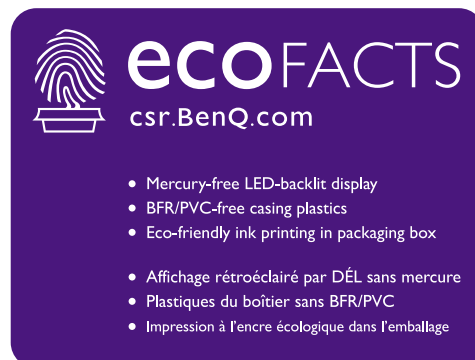 ecoFACTS
csr.BenQ.com
• Mercury-free LED-backlit display
• BFR/PVC-free casing plastics
• Eco-friendly ink printing in packaging box
• Affichage rétroéclairé par DÉL sans mercure
• Plastiques du boîtier sans BFR/PVC
• Impression à l'encre écologique dans l'emballage